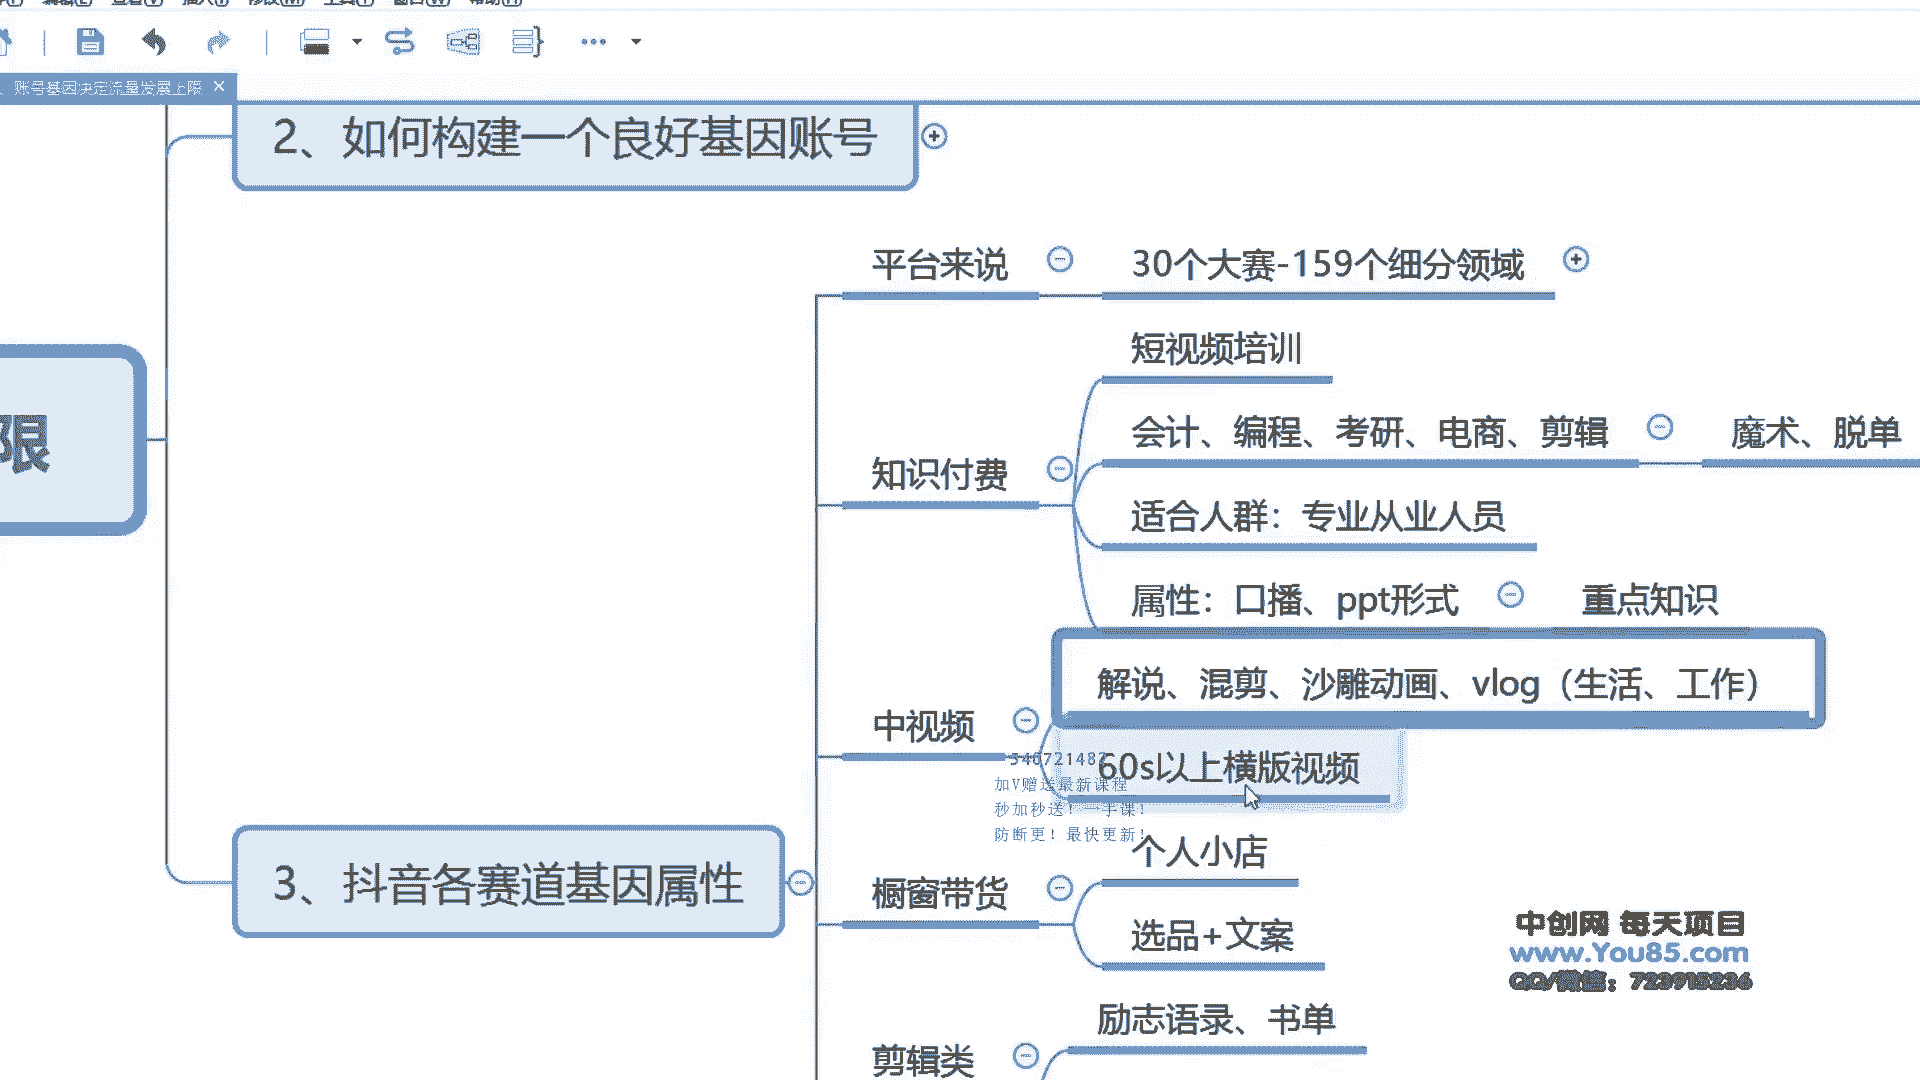 账号基因决定流量发展上限
2、如何构建一个良好基因账号
平台来说
30个大赛-159个细分领域
短视频培训
知识付费
会计、编程、考研、电商、剪辑
魔术、脱单
适合人群：专业从业人员
属性：口播、ppt形式
重点知识
限
中视频
解说、混剪、沙雕动画、vlog（生活、工作）
60s以上横版视频
加V赠送最新课程
秒加秒送！一手课！
防断更！最快更新！
3、抖音各赛道基因属性
橱窗带货
个人小店
选品+文案
剪辑类
励志语录、书单
中创网 每天项目
www.You85.com
QQ/微信：